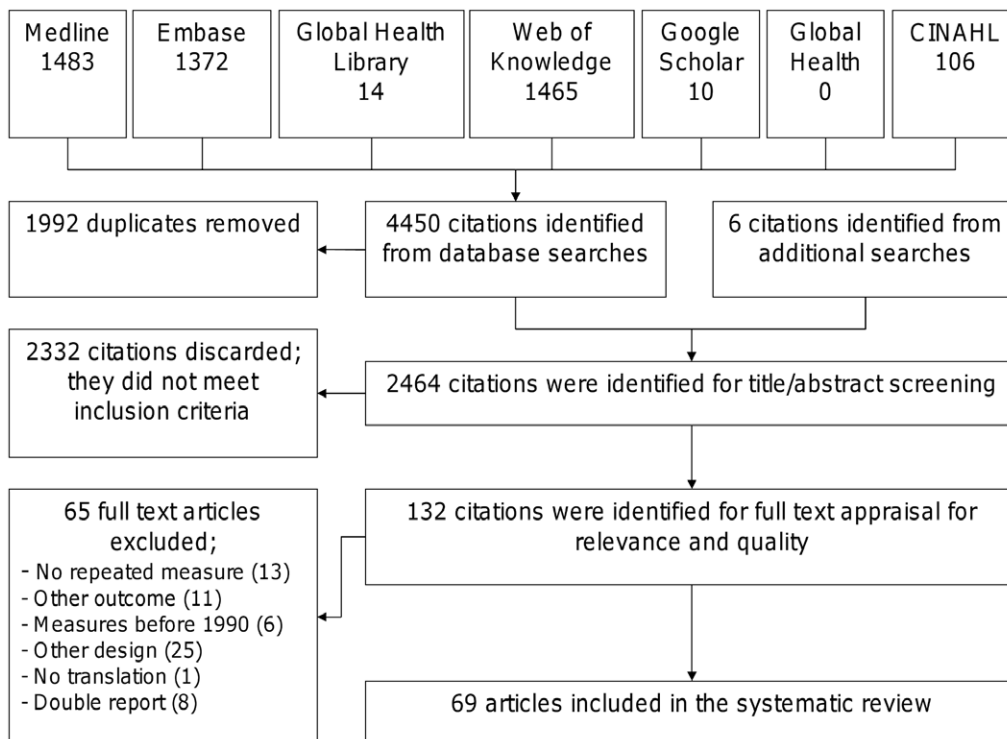 Medline
1483
Embase
1372
Global Health
Library
14
Web of
Knowledge
1465
Google
Scholar
10
Global
Health
0
CINAHL
106
1992 duplicates removed
4450 citations identified
from database searches
6 citations identified from
additional searches
2332 citations discarded;
they did not meet
inclusion criteria
2464 citations were identified for title/abstract screening
65 full text articles
excluded;
- No repeated measure (13)
- Other outcome (11)
- Measures before 1990 (6)
- Other design (25)
- No translation (1)
- Double report (8)
132 citations were identified for full text appraisal for
relevance and quality
69 articles included in the systematic review